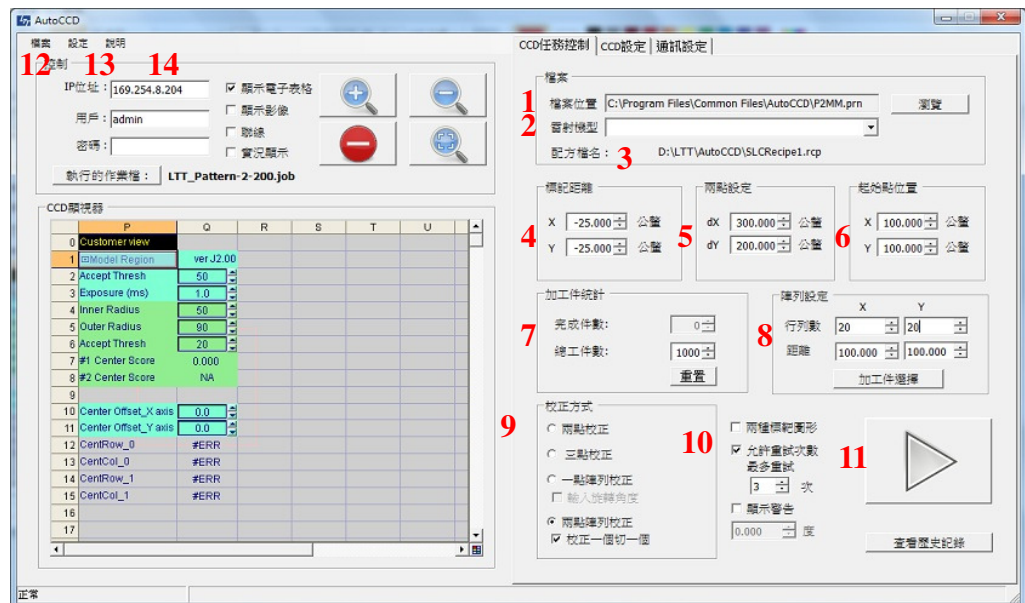 AutoCCD
檔案 設定 說明
12 13 14
控制
IP位址： 169.254.8.204
用戶： admin
密碼：
顯示電子表格
顯示影像
聯線
實況顯示
執行的作業檔： LTT_Pattern-2-200.job
CCD顯視器
P Q R S T U
0 Customer view
1 Model Region ver J2.00
2 Accept Thresh 50
3 Exposure (ms) 1.0
4 Inner Radius 50
5 Outer Radius 90
6 Accept Thresh 20
7 #1 Center Score 0.000
8 #2 Center Score NA
9
10 Center Offset_X axis 0.0
11 Center Offset_Y axis 0.0
12 CentRow_0 #ERR
13 CentCol_0 #ERR
14 CentRow_1 #ERR
15 CentCol_1 #ERR
16
17
正常
CCD任務控制 CCD設定 通訊設定
檔案
1 檔案位置 C:\Program Files\Common Files\AutoCCD\P2MM.prn 瀏覽
2 雷射機型
配方檔名： 3 D:\LTT\AutoCCD\SLCRecipe1.rcp
標記距離
4
X -25.000 公釐
Y -25.000 公釐
兩點設定
5
dX 300.000 公釐
dY 200.000 公釐
起始點位置
6
X 100.000 公釐
Y 100.000 公釐
加工件統計
7
完成件數: 0
總工件數: 1000
重置
陣列設定
8
X Y
行列數 20 20
距離 100.000 100.000
加工件選擇
校正方式
9
兩點校正
三點校正
一點陣列校正
輸入旋轉角度
兩點陣列校正
校正一個切一個
10
兩種標範圖形
允許重試次數
最多重試
3 次
顯示警告
0.000 度
11
查看歷史記錄